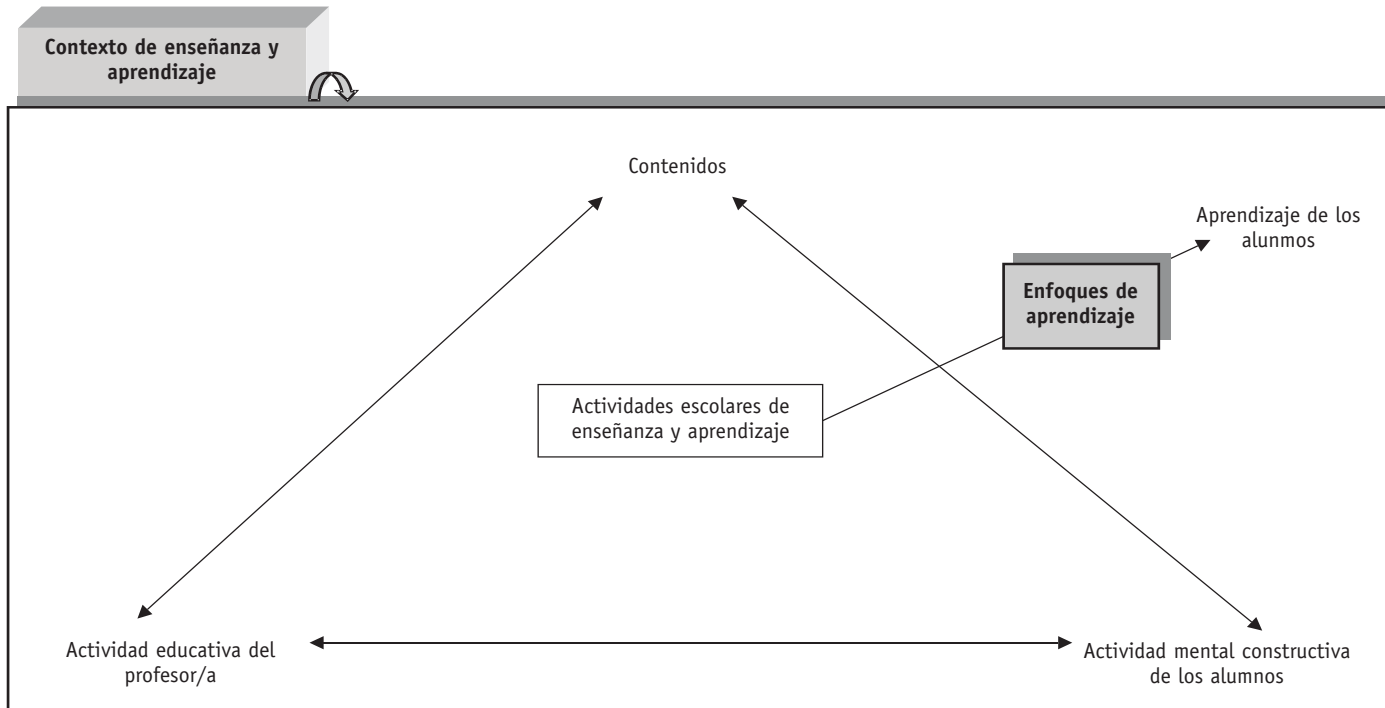 Contexto de enseñanza y
aprendizaje
Contenidos
Aprendizaje de los
alunmos
Enfoques de
aprendizaje
Actividades escolares de
enseñanza y aprendizaje
Actividad educativa del
profesor/a
Actividad mental constructiva
de los alumnos